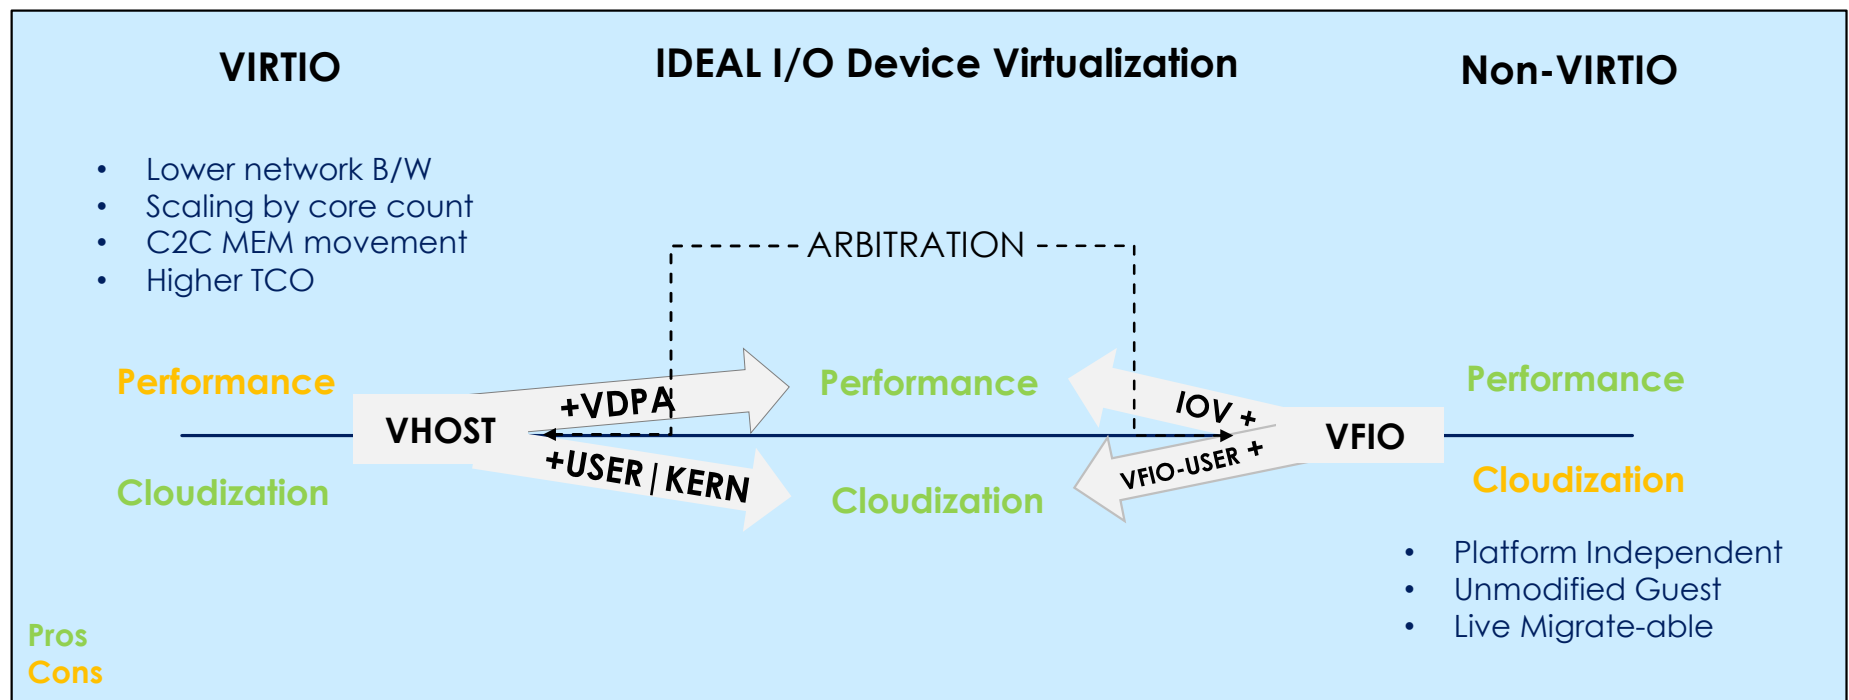 VIRTIO
IDEAL I/O Device Virtualization
Non-VIRTIO
• Lower network B/W
• Scaling by core count
• C2C MEM movement
• Higher TCO
ARBITRATION
Performance
Performance
Performance
+VDPA
IOV +
VHOST
VFIO
+USER|KERN
VFIO-USER +
Cloudization
Cloudization
Cloudization
• Platform Independent
• Unmodified Guest
• Live Migrate-able
Pros
Cons